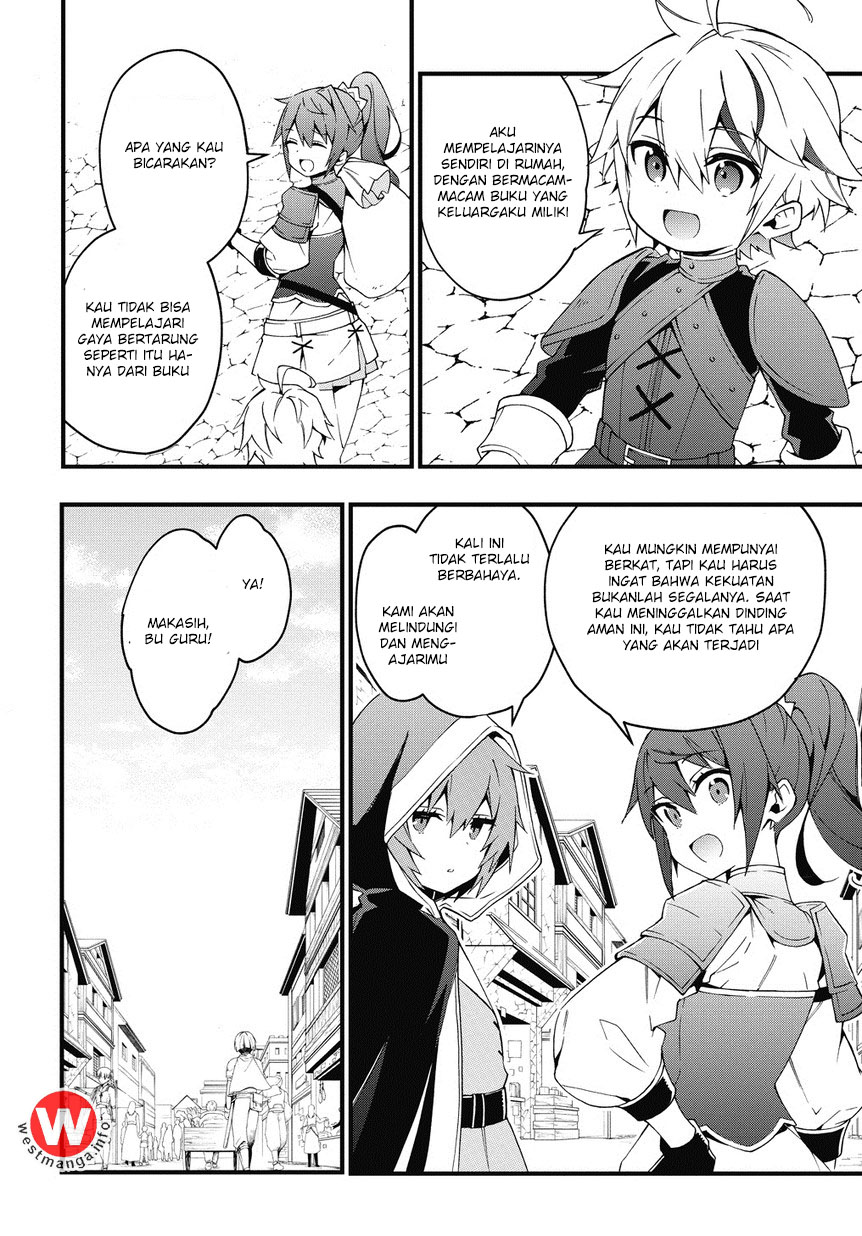 AKU
MEMPELAJARINYA
SENDIRI DI RUMAH,
DENGAN BERMACAM-
MACAM BUKU YANG
KELUARGAKU MILIKI
APA YANG KAU
BICARAKAN?
KAU TIDAK BISA
MEMPELAJARI
GAYA BERTARUNG
SEPERTI ITU HA-
NYA DARI BUKU
KAU MUNGKIN MEMPUNYAI
BERKAT, TAPI KAU HARUS
INGAT BAHWA KEKUATAN
BUKANLAH SEGALANYA. SAAT
KAU MENINGGALKAN DINDING
AMAN INI, KAU TIDAK TAHU APA
YANG AKAN TERJADI
KALI INI
TIDAK TERLALU
BERBAHAYA.
KAMI AKAN
MELINDUNGI
DAN MENG-
AJARIMU
YA!
MAKASIH,
BU GURU!
W
westmanga.info